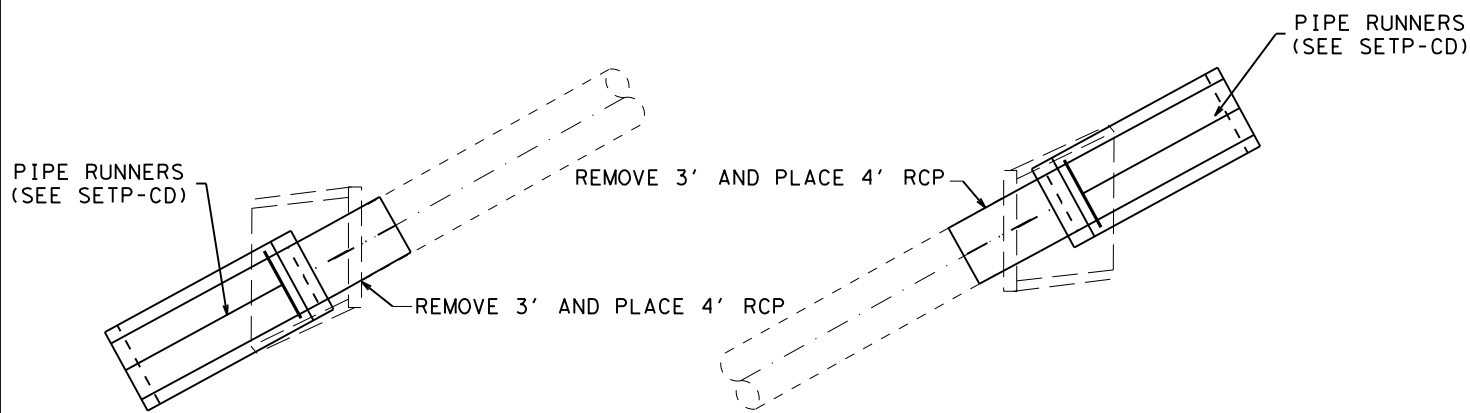 PIPE RUNNERS
(SEE SETP-CD)
REMOVE 3' AND PLACE 4' RCP
PIPE RUNNERS
(SEE SETP-CD)
REMOVE 3' AND PLACE 4' RCP